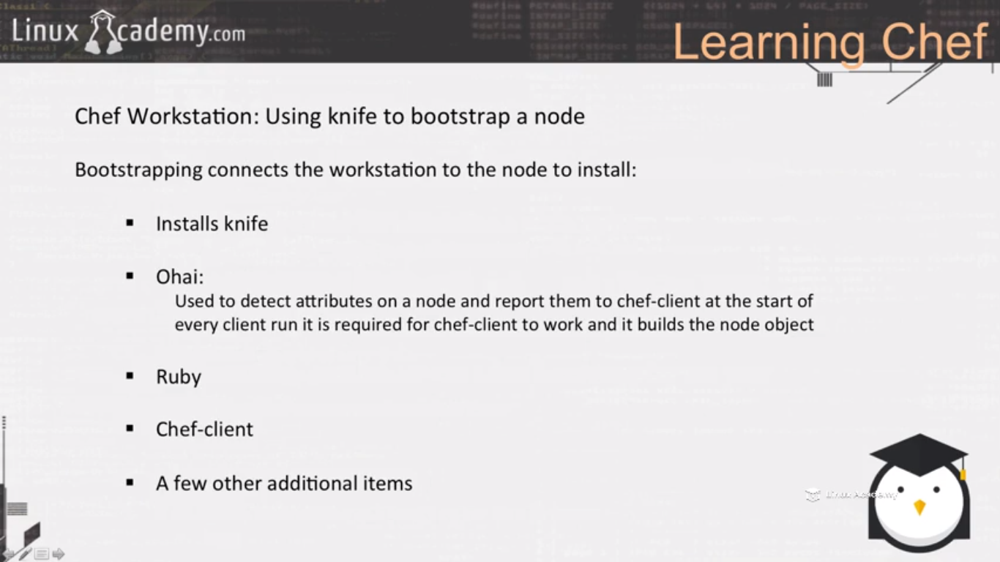 Linux Academy.com
Learning Chef
Chef Workstation: Using knife to bootstrap a node
Bootstrapping connects the workstation to the node to install:
▪ Installs knife
▪ Ohai:
Used to detect attributes on a node and report them to chef-client at the start of
every client run it is required for chef-client to work and it builds the node object
▪ Ruby
▪ Chef-client
▪ A few other additional items
Linux Academy